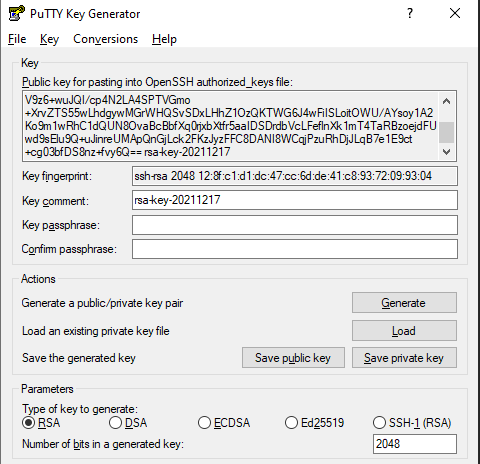 PuTTY Key Generator
File Key Conversions Help
Key
Public key for pasting into OpenSSH authorized_keys file:
V9z6+wuJQI/cp4N2LA4SPTVGmo
+XrvZTS55wLhdgywMGrWHQSvSDxLHhZ1OzQKTWG6J4wFiISLoitOWU/AYsoy1A2
Ko9m1wRhC1dQUN8OvaBcBbfXq0rjxbXtfr5aaIDSDrdbVcLFefInXk1mT4TaRBzoejdFU
wd9sEIu9Q+uJinreUMApQnGjLck2FKzJyzFFC8DANI8WCqjPzuRhDjJLqB7e1E9ct
+cg03bfDS8nz+fvy6Q== rsa-key-20211217
Key fingerprint: ssh-rsa 2048 12:8f:c1:d1:dc:47:cc:6d:de:41:c8:93:72:09:93:04
Key comment: rsa-key-20211217
Key passphrase:
Confirm passphrase:
Actions
Generate a public/private key pair Generate
Load an existing private key file Load
Save the generated key Save public key Save private key
Parameters
Type of key to generate:
RSA DSA ECDSA Ed25519 SSH-1 (RSA)
Number of bits in a generated key: 2048